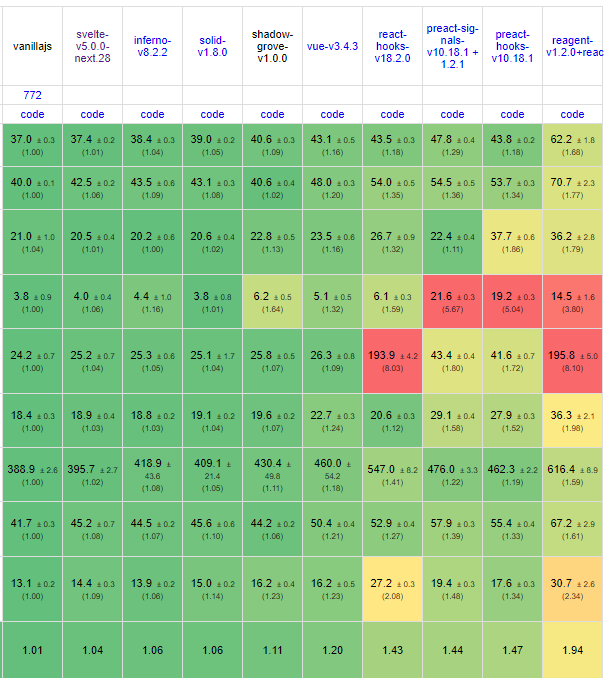 vanillajs svelte-v5.0.0-next.28 inferno-v8.2.2 solid-v1.8.0 shadow-grove-v1.0.0 vue-v3.4.3 react-hooks-v18.2.0 preact-sig-nals-v10.18.1 + 1.2.1 preact-hooks-v10.18.1 reagent-v1.2.0+reac
772
code code code code code code code code code code
37.0 ± 0.3 37.4 ± 0.2 38.4 ± 0.3 39.0 ± 0.2 40.6 ± 0.3 43.1 ± 0.5 43.5 ± 0.3 47.8 ± 0.4 43.8 ± 0.2 62.2 ± 1.8
(1.00) (1.01) (1.04) (1.05) (1.09) (1.16) (1.18) (1.29) (1.18) (1.68)
40.0 ± 0.1 42.5 ± 0.2 43.5 ± 0.6 43.1 ± 0.3 40.6 ± 0.4 48.0 ± 0.3 54.0 ± 0.5 54.5 ± 0.5 53.7 ± 0.3 70.7 ± 2.3
(1.00) (1.06) (1.09) (1.08) (1.02) (1.20) (1.35) (1.36) (1.34) (1.77)
21.0 ± 1.0 20.5 ± 0.4 20.2 ± 0.6 20.6 ± 0.4 22.8 ± 0.5 23.5 ± 0.6 26.7 ± 0.9 22.4 ± 0.4 37.7 ± 0.6 36.2 ± 2.8
(1.04) (1.01) (1.00) (1.02) (1.13) (1.16) (1.32) (1.11) (1.86) (1.79)
3.8 ± 0.9 4.0 ± 0.4 4.4 ± 1.0 3.8 ± 0.8 6.2 ± 0.5 5.1 ± 0.5 6.1 ± 0.3 21.6 ± 0.3 19.2 ± 0.3 14.5 ± 1.6
(1.00) (1.06) (1.16) (1.01) (1.64) (1.32) (1.59) (5.67) (5.04) (3.80)
24.2 ± 0.7 25.2 ± 0.7 25.3 ± 0.6 25.1 ± 1.7 25.8 ± 0.5 26.3 ± 0.8 193.9 ± 4.2 43.4 ± 0.4 41.6 ± 0.7 195.8 ± 5.0
(1.00) (1.04) (1.05) (1.04) (1.07) (1.09) (8.03) (1.80) (1.72) (8.10)
18.4 ± 0.3 18.9 ± 0.4 18.8 ± 0.2 19.1 ± 0.2 19.6 ± 0.2 22.7 ± 0.3 20.6 ± 0.3 29.1 ± 0.4 27.9 ± 0.3 36.3 ± 2.1
(1.00) (1.03) (1.03) (1.04) (1.07) (1.24) (1.12) (1.58) (1.52) (1.98)
388.9 ± 2.6 395.7 ± 2.7 418.9 ± 43.6 409.1 ± 21.4 430.4 ± 49.6 460.0 ± 54.2 547.0 ± 8.2 476.0 ± 3.3 462.3 ± 2.2 616.4 ± 8.9
(1.00) (1.02) (1.08) (1.05) (1.11) (1.18) (1.41) (1.22) (1.19) (1.59)
41.7 ± 0.3 45.2 ± 0.7 44.5 ± 0.2 45.6 ± 0.6 44.2 ± 0.2 50.4 ± 0.4 52.9 ± 0.4 57.9 ± 0.3 55.4 ± 0.4 67.2 ± 2.9
(1.00) (1.08) (1.07) (1.10) (1.06) (1.21) (1.27) (1.39) (1.33) (1.61)
13.1 ± 0.2 14.4 ± 0.3 13.9 ± 0.2 15.0 ± 0.2 16.2 ± 0.4 16.2 ± 0.5 27.2 ± 0.3 19.4 ± 0.3 17.6 ± 0.3 30.7 ± 2.6
(1.00) (1.09) (1.06) (1.14) (1.23) (1.23) (2.08) (1.48) (1.34) (2.34)
1.01 1.04 1.06 1.06 1.11 1.20 1.43 1.44 1.47 1.94